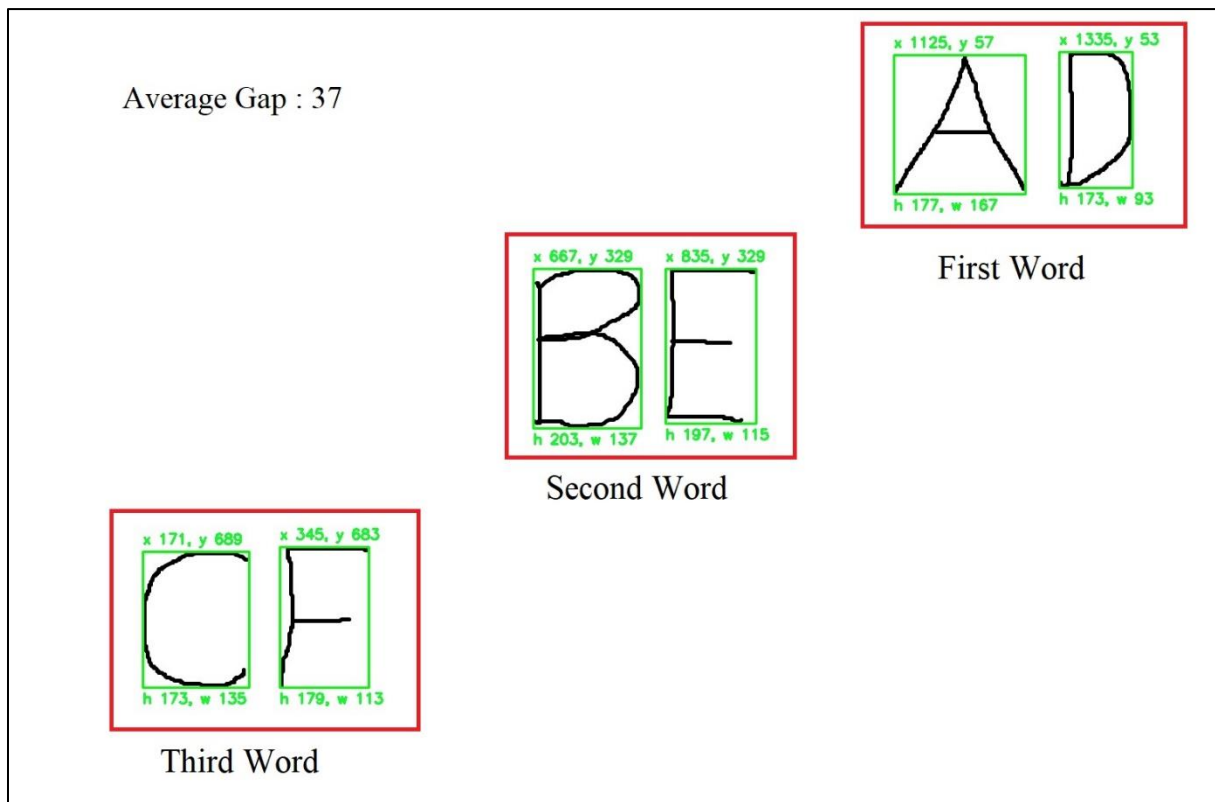 x 1125, y 57 x 1335, y 53
Average Gap : 37
A D
h 177, w 167 h 173, w 93
First Word
x 667, y 329 x 835, y 329
B E
h 203, w 137 h 197, w 115
Second Word
x 171, y 689 x 345, y 683
C F
h 173, w 135 h 179, w 113
Third Word